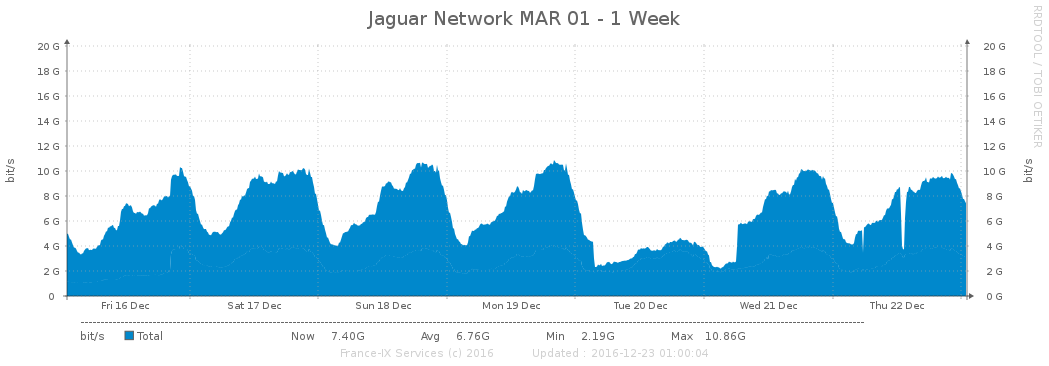 Jaguar Network MAR 01 - 1 Week
RRDTOOL / TOBI OETIKER
bit/s
bit/s
20 G 20 G
18 G 18 G
16 G 16 G
14 G 14 G
12 G 12 G
10 G 10 G
8 G 8 G
6 G 6 G
4 G 4 G
2 G 2 G
0 0 G
Fri 16 Dec Sat 17 Dec Sun 18 Dec Mon 19 Dec Tue 20 Dec Wed 21 Dec Thu 22 Dec
bit/s Total Now 7.40G Avg 6.76G Min 2.19G Max 10.86G
France-IX Services (c) 2016 Updated : 2016-12-23 01:00:04